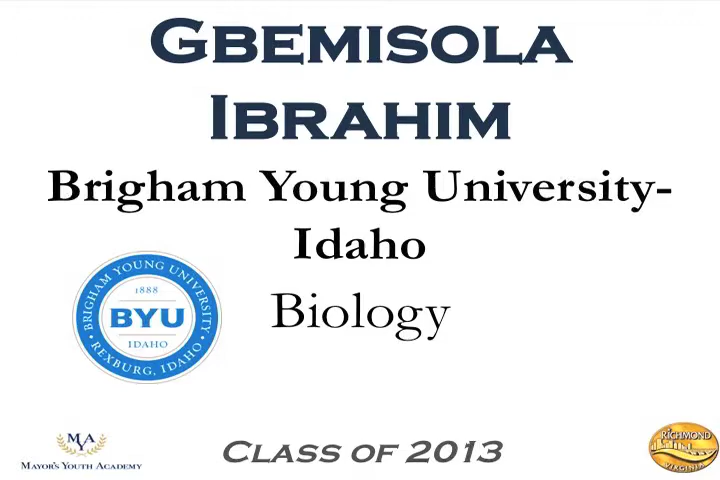 GBEMISOLA
IBRAHIM
Brigham Young University-
Idaho
Biology
BRIGHAM YOUNG UNIVERSITY
1888
BYU
IDAHO
• REXBURG, IDAHO •
MYA
MAYOR'S YOUTH ACADEMY
CLASS OF 2013
RICHMOND
VIRGINIA